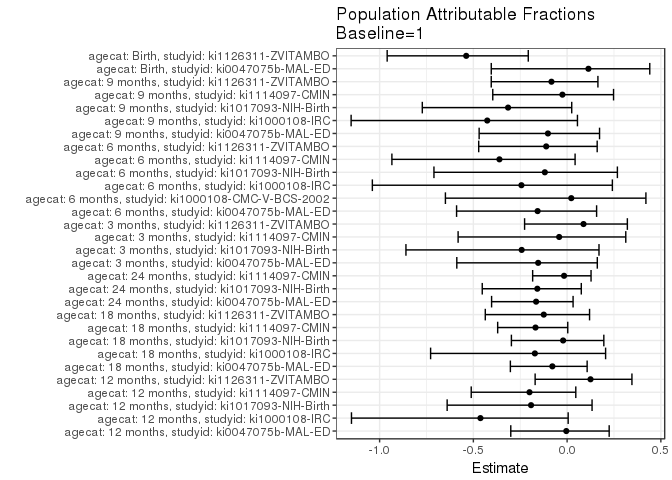 Population Attributable Fractions
Baseline=1
agecat: Birth, studyid: ki1126311-ZVITAMBO
agecat: Birth, studyid: ki0047075b-MAL-ED
agecat: 9 months, studyid: ki1126311-ZVITAMBO
agecat: 9 months, studyid: ki1114097-CMIN
agecat: 9 months, studyid: ki1017093-NIH-Birth
agecat: 9 months, studyid: ki1000108-IRC
agecat: 9 months, studyid: ki0047075b-MAL-ED
agecat: 6 months, studyid: ki1126311-ZVITAMBO
agecat: 6 months, studyid: ki1114097-CMIN
agecat: 6 months, studyid: ki1017093-NIH-Birth
agecat: 6 months, studyid: ki1000108-IRC
agecat: 6 months, studyid: ki1000108-CMC-V-BCS-2002
agecat: 6 months, studyid: ki0047075b-MAL-ED
agecat: 3 months, studyid: ki1126311-ZVITAMBO
agecat: 3 months, studyid: ki1114097-CMIN
agecat: 3 months, studyid: ki1017093-NIH-Birth
agecat: 3 months, studyid: ki0047075b-MAL-ED
agecat: 24 months, studyid: ki1114097-CMIN
agecat: 24 months, studyid: ki1017093-NIH-Birth
agecat: 24 months, studyid: ki0047075b-MAL-ED
agecat: 18 months, studyid: ki1126311-ZVITAMBO
agecat: 18 months, studyid: ki1114097-CMIN
agecat: 18 months, studyid: ki1017093-NIH-Birth
agecat: 18 months, studyid: ki1000108-IRC
agecat: 18 months, studyid: ki0047075b-MAL-ED
agecat: 12 months, studyid: ki1126311-ZVITAMBO
agecat: 12 months, studyid: ki1114097-CMIN
agecat: 12 months, studyid: ki1017093-NIH-Birth
agecat: 12 months, studyid: ki1000108-IRC
agecat: 12 months, studyid: ki0047075b-MAL-ED
-1.0 -0.5 0.0 0.5
Estimate